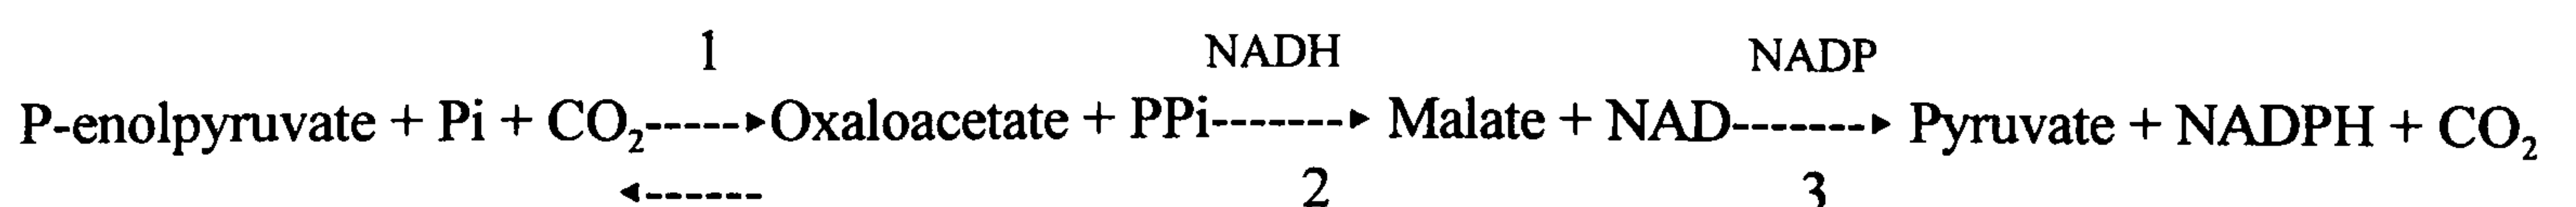 1 NADH NADP
P-enolpyruvate + Pi + CO₂-----►Oxaloacetate + PPi-------► Malate + NAD-------► Pyruvate + NADPH + CO₂
◄------ 2 3